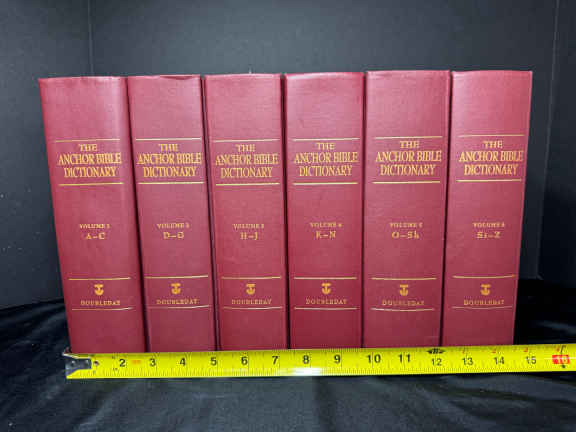 THE
ANCHOR BIBLE
DICTIONARY
VOLUME 1
A–C
DOUBLEDAY
THE
ANCHOR BIBLE
DICTIONARY
VOLUME 2
D–G
DOUBLEDAY
THE
ANCHOR BIBLE
DICTIONARY
VOLUME 3
H–J
DOUBLEDAY
THE
ANCHOR BIBLE
DICTIONARY
VOLUME 4
K–N
DOUBLEDAY
THE
ANCHOR BIBLE
DICTIONARY
VOLUME 5
O–Sh
DOUBLEDAY
THE
ANCHOR BIBLE
DICTIONARY
VOLUME 6
Si–Z
DOUBLEDAY
2 3 4 5 6 7 8 9 10 11 12 13 14 15